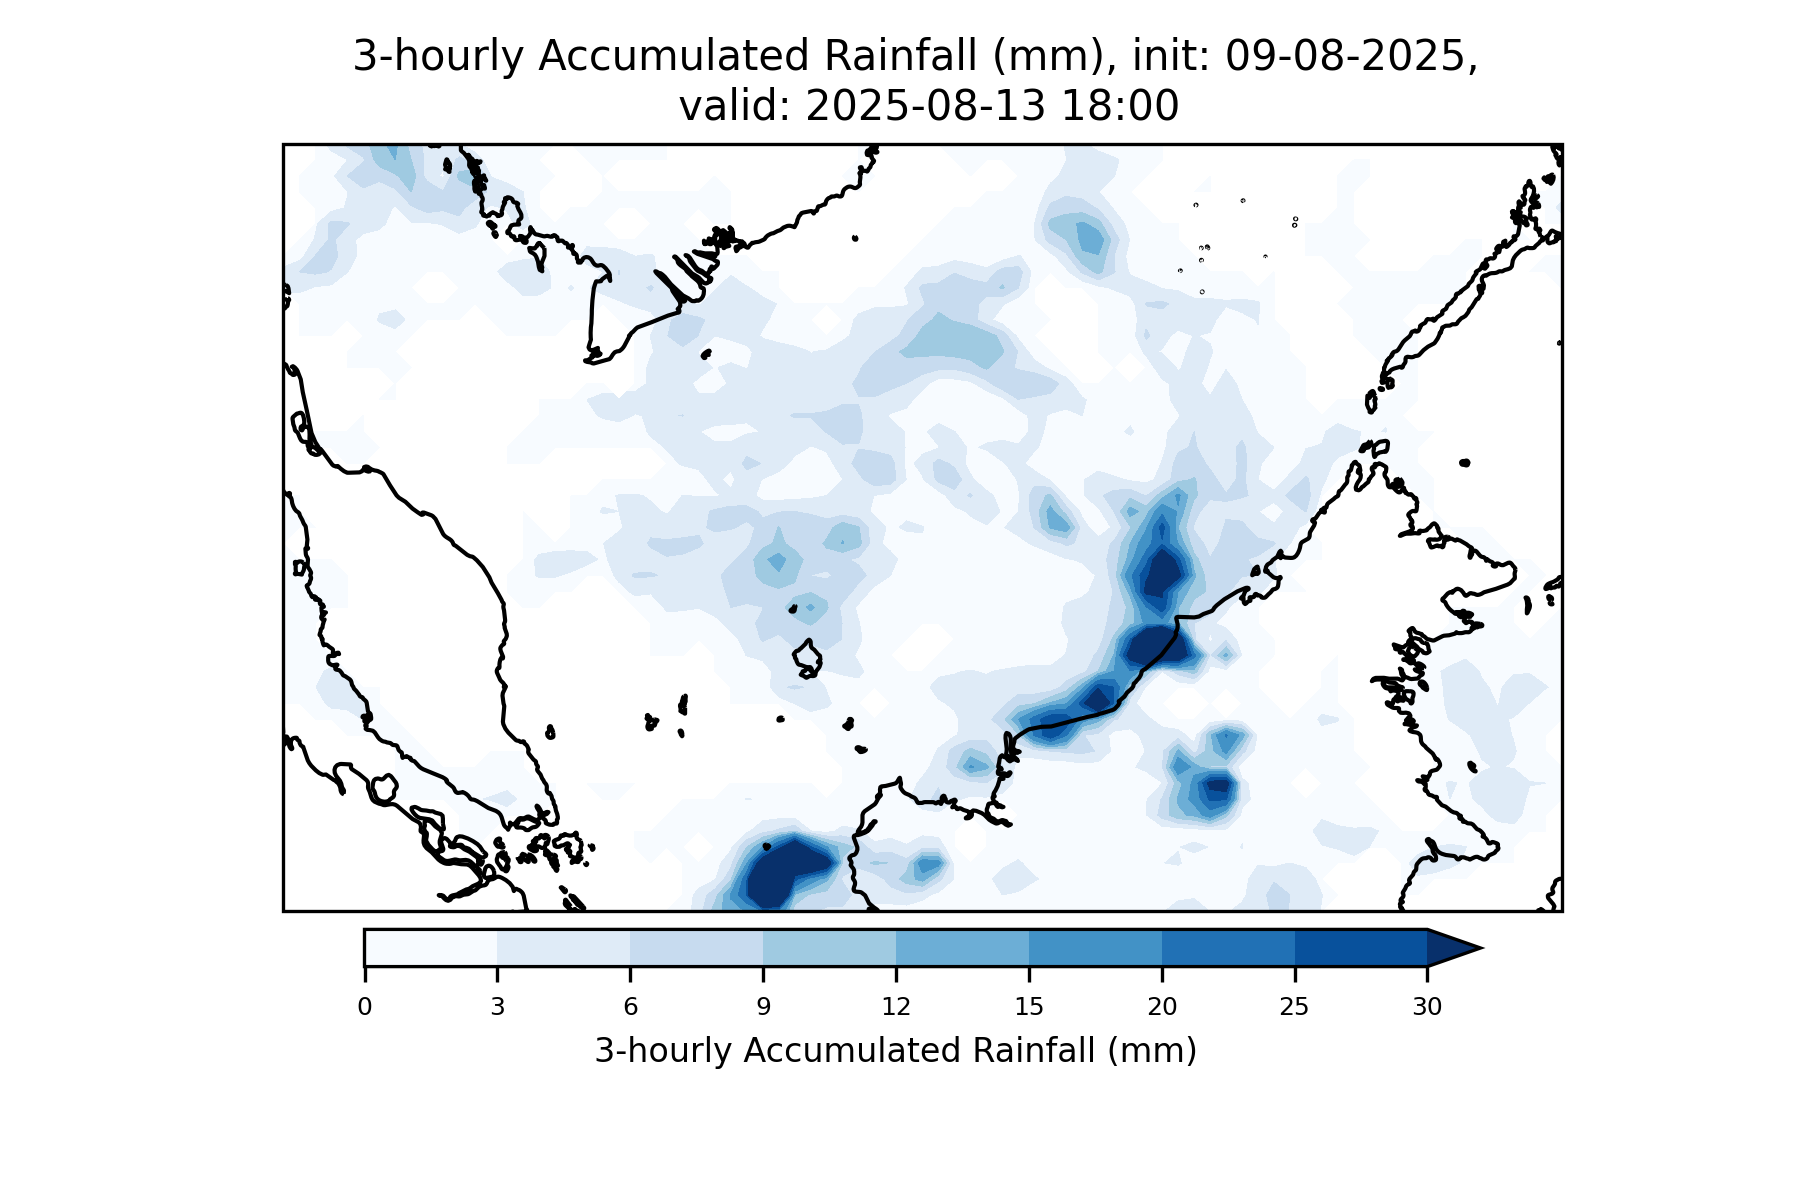 3-hourly Accumulated Rainfall (mm), init: 09-08-2025,
valid: 2025-08-13 18:00
0 3 6 9 12 15 20 25 30
3-hourly Accumulated Rainfall (mm)